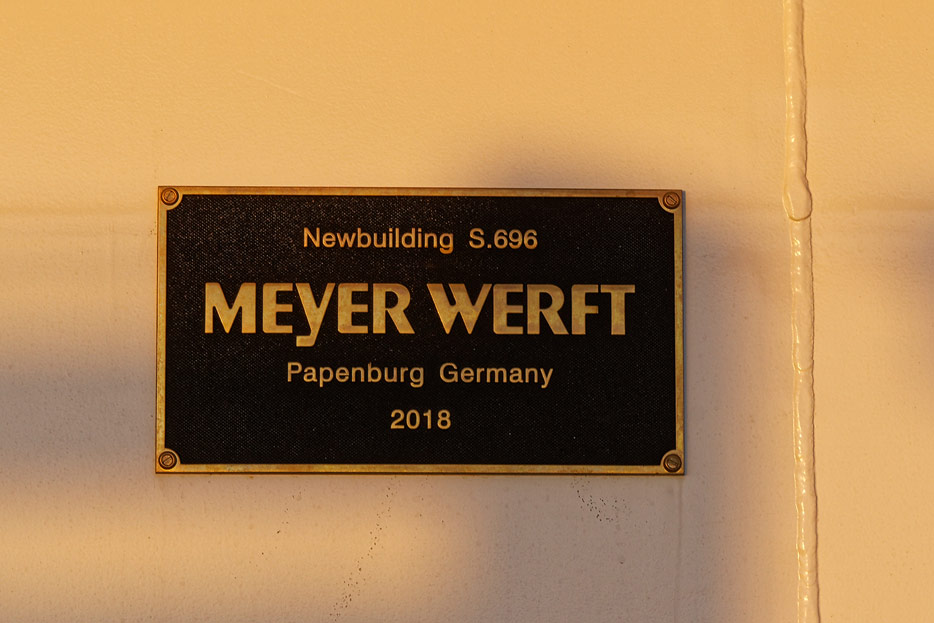 Newbuilding S.696
MEYER WERFT
Papenburg Germany
2018